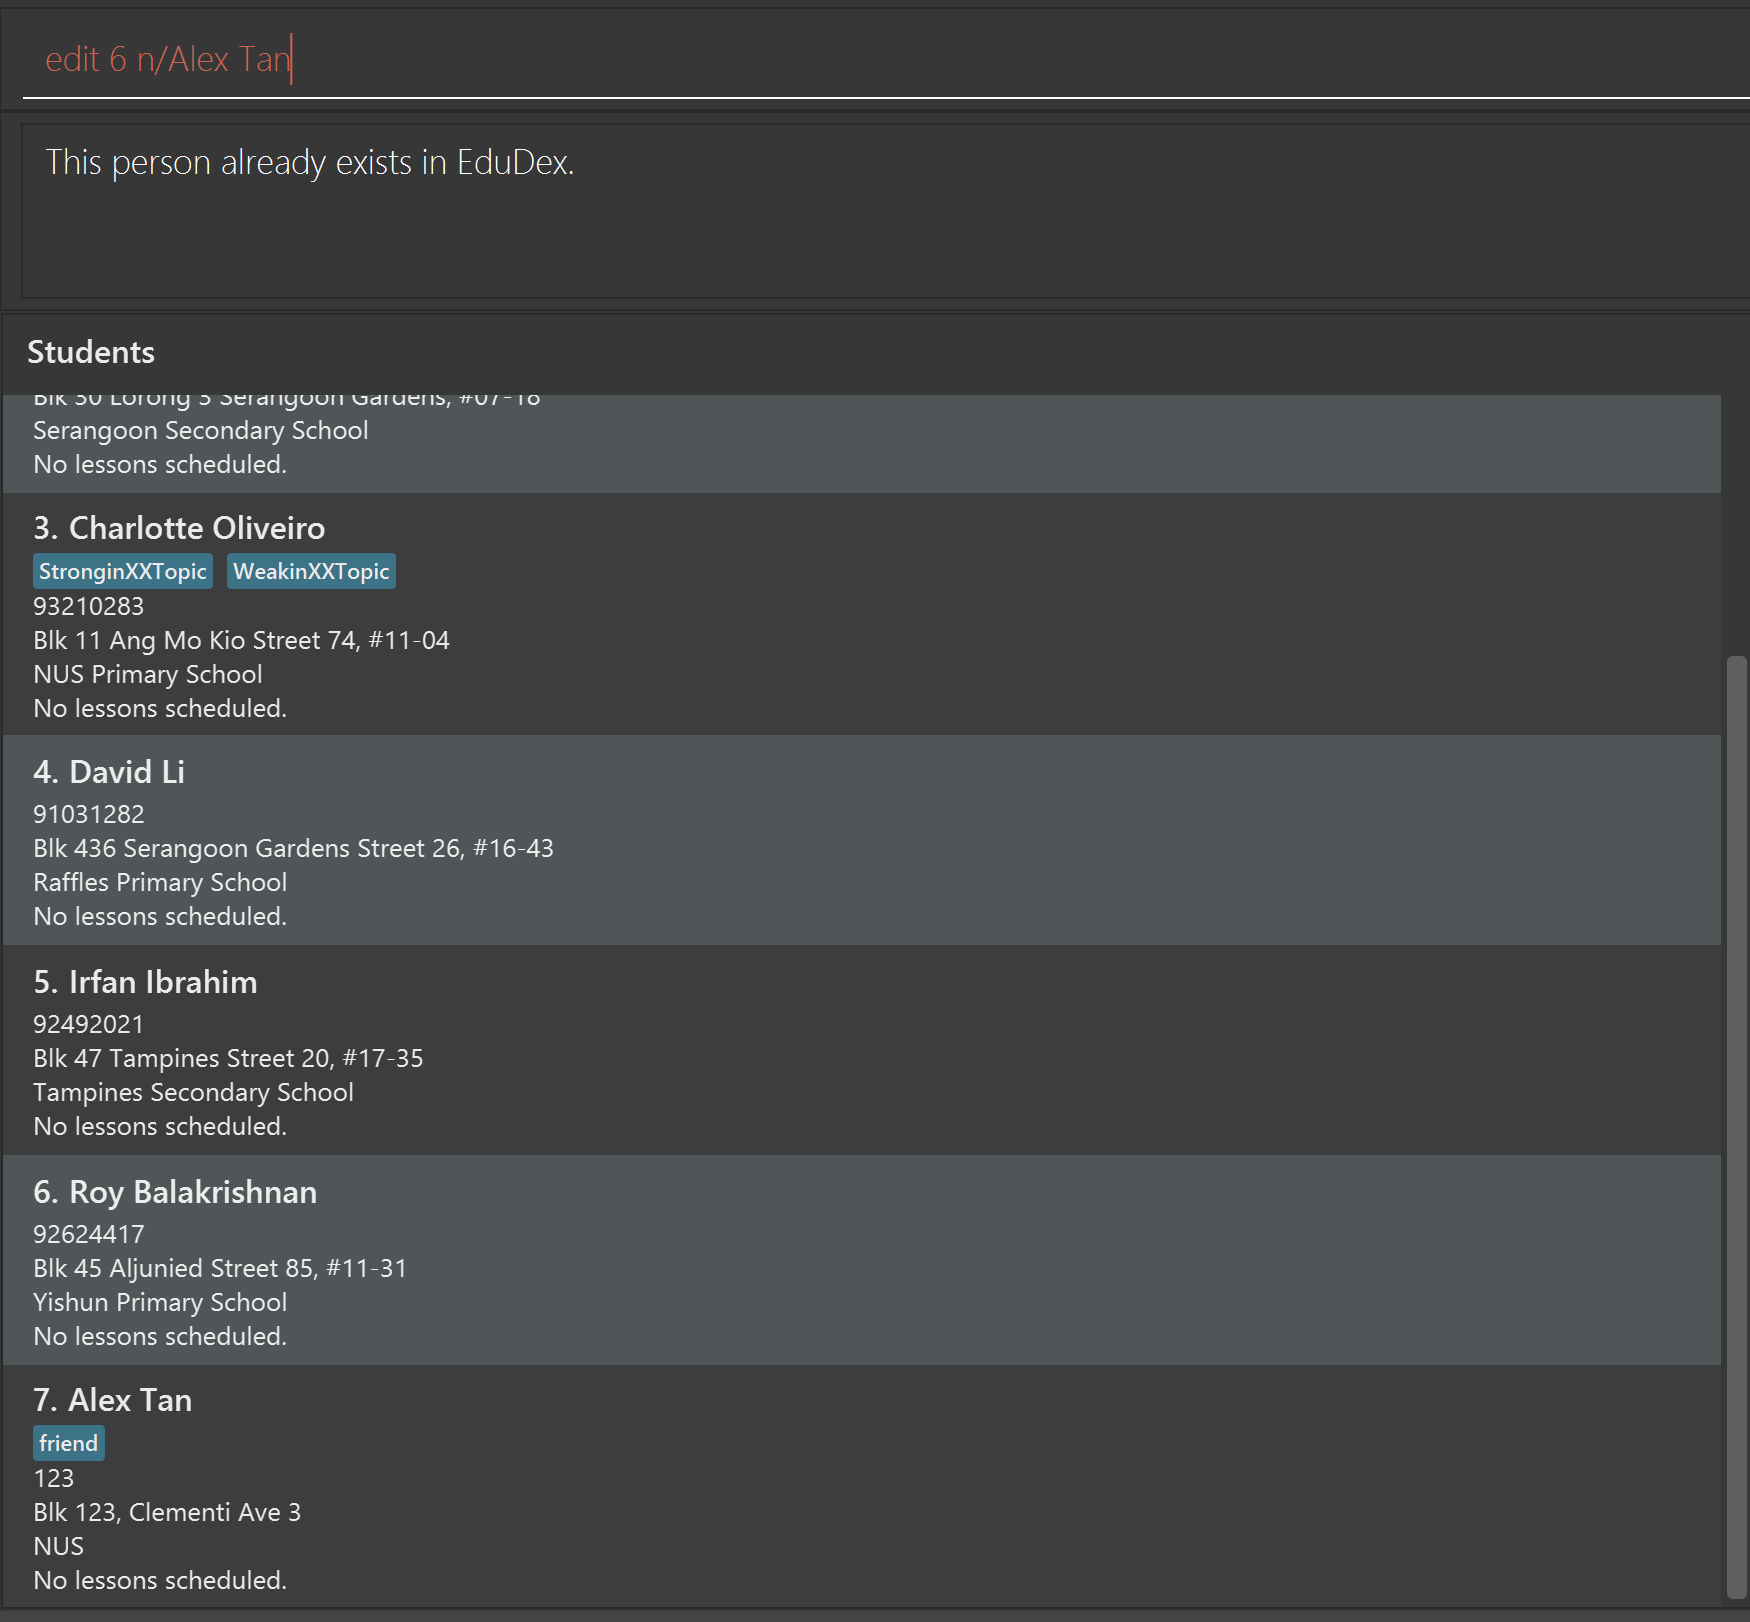 edit 6 n/Alex Tan
This person already exists in EduDex.
Students
Blk 30 Lorong 3 Serangoon Gardens, #07-18
Serangoon Secondary School
No lessons scheduled.
3. Charlotte Oliveiro
StronginXXTopic WeakinXXTopic
93210283
Blk 11 Ang Mo Kio Street 74, #11-04
NUS Primary School
No lessons scheduled.
4. David Li
91031282
Blk 436 Serangoon Gardens Street 26, #16-43
Raffles Primary School
No lessons scheduled.
5. Irfan Ibrahim
92492021
Blk 47 Tampines Street 20, #17-35
Tampines Secondary School
No lessons scheduled.
6. Roy Balakrishnan
92624417
Blk 45 Aljunied Street 85, #11-31
Yishun Primary School
No lessons scheduled.
7. Alex Tan
friend
123
Blk 123, Clementi Ave 3
NUS
No lessons scheduled.